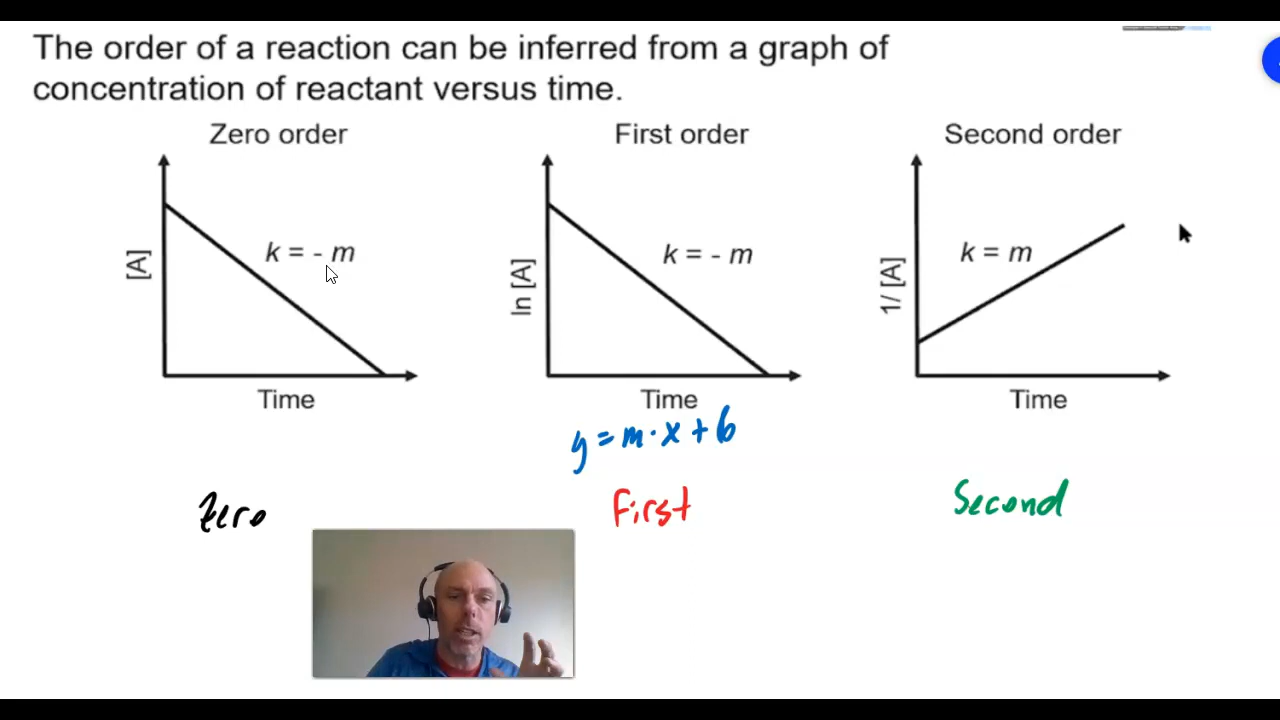 The order of a reaction can be inferred from a graph of
concentration of reactant versus time.
Zero order
First order
Second order
[A]
k = - m
Time
ln [A]
k = - m
Time
1/ [A]
k = m
Time
y = m · x + b
Zero
First
Second